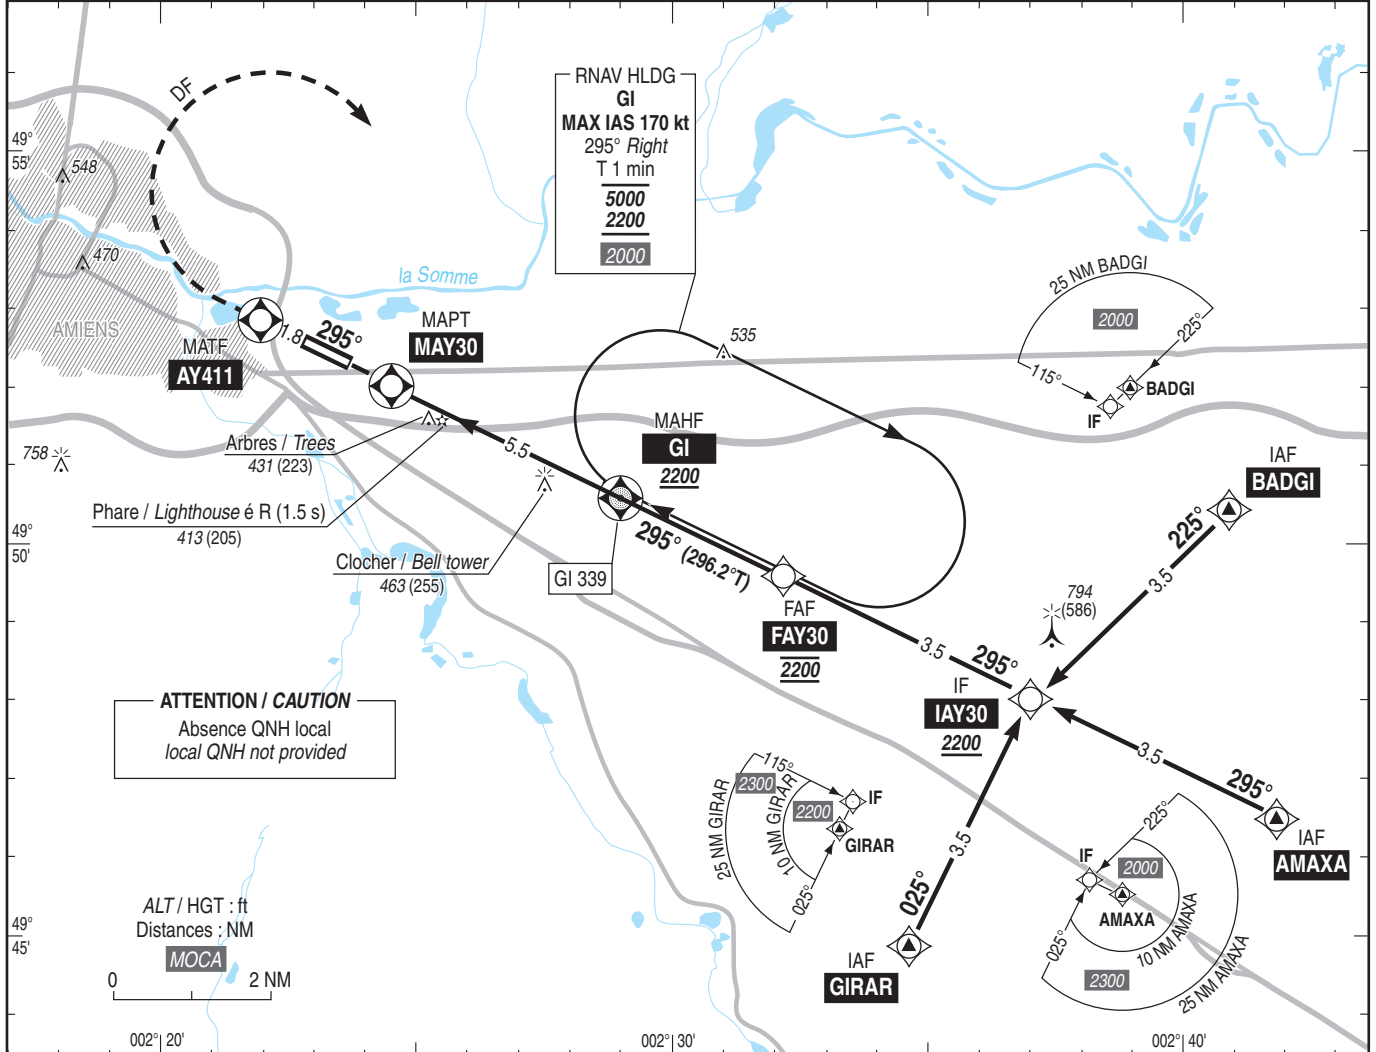 DF
49°
55'
548
470
AMIENS
la Somme
RNAV HLDG
GI
MAX IAS 170 kt
295° Right
T 1 min
5000
2200
2000
25 NM BADGI
2000
225°
115°
BADGI
IF
MATF
AY411
1.8
295°
MAPT
MAY30
535
Arbres / Trees
431 (223)
758
5.5
MAHF
GI
2200
IAF
BADGI
Phare / Lighthouse é R (1.5 s)
413 (205)
49°
50'
Clocher / Bell tower
463 (255)
GI 339
295° (296.2°T)
225°
3.5
794
(586)
FAF
FAY30
2200
3.5
295°
IF
IAY30
2200
ATTENTION / CAUTION
Absence QNH local
local QNH not provided
3.5
295°
IAF
AMAXA
115°
2300
2200
IF
GIRAR
25 NM GIRAR
10 NM GIRAR
025°
3.5
025°
IAF
GIRAR
225°
IF
2000
AMAXA
025°
2300
10 NM AMAXA
25 NM AMAXA
ALT / HGT : ft
Distances : NM
MOCA
0 2 NM
49°
45'
002° 20' 002° 30' 002° 40'